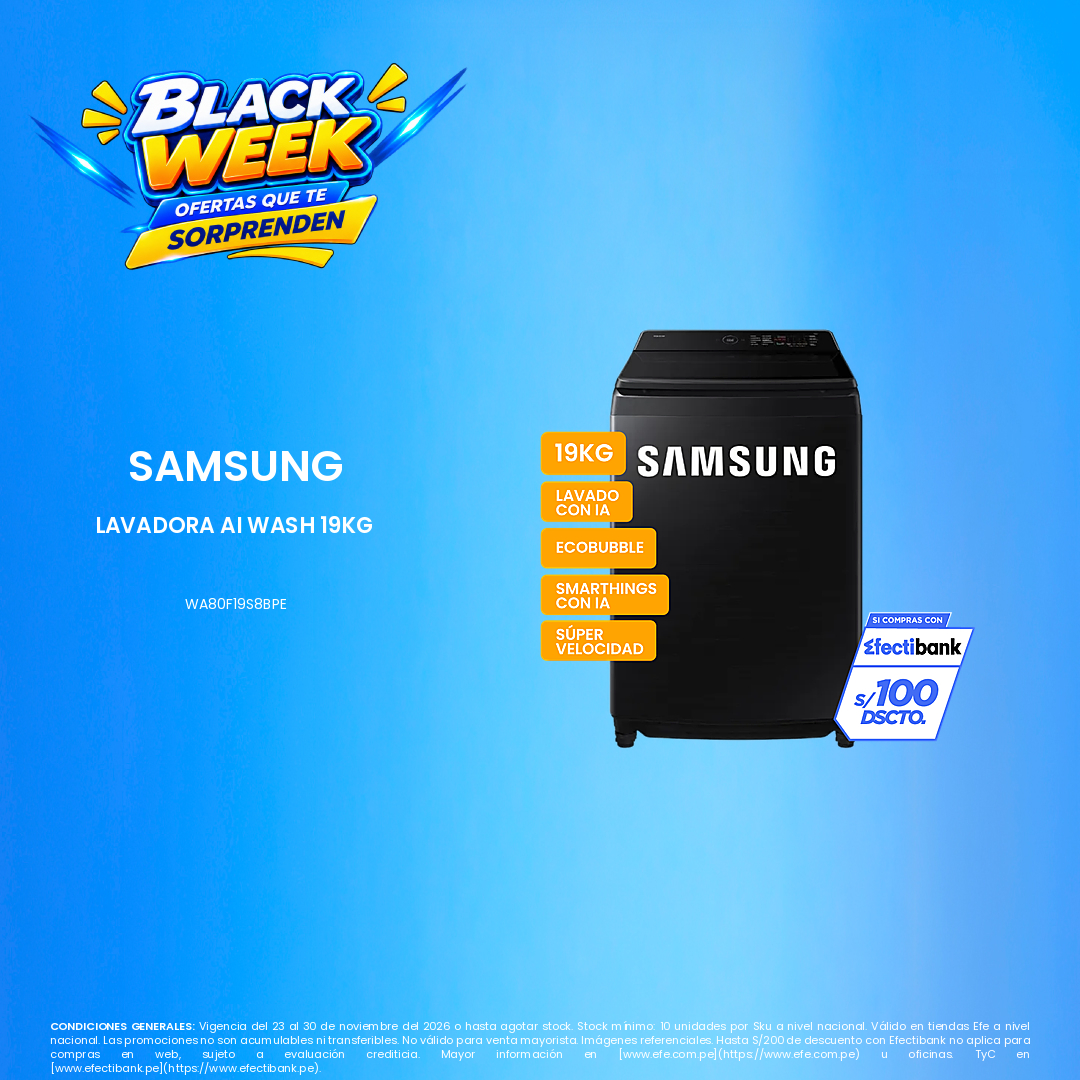 BLACK
WEEK
OFERTAS QUE TE
SORPRENDEN
SAMSUNG
LAVADORA AI WASH 19KG
WA80F19S8BPE
19KG
SAMSUNG
LAVADO
CON IA
ECOBUBBLE
SMARTHINGS
CON IA
SÚPER
VELOCIDAD
SI COMPRAS CON
Efectibank
S/100
DSCTO.
CONDICIONES GENERALES: Vigencia del 23 al 30 de noviembre del 2026 o hasta agotar stock. Stock mínimo: 10 unidades por Sku a nivel nacional. Válido en tiendas Efe a nivel
nacional. Las promociones no son acumulables ni transferibles. No válido para venta mayorista. Imágenes referenciales. Hasta S/200 de descuento con Efectibank no aplica para
compras en web, sujeto a evaluación crediticia. Mayor información en [www.efe.com.pe](https://www.efe.com.pe) u oficinas. TyC en
[www.efectibank.pe](https://www.efectibank.pe).